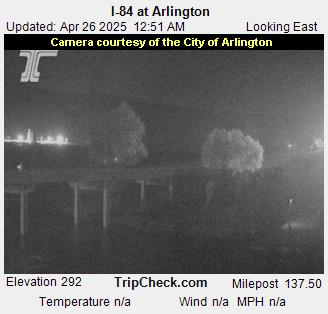 I-84 at Arlington
Updated: Apr 26 2025 12:51 AM Looking East
Camera courtesy of the City of Arlington
Elevation 292 TripCheck.com Milepost 137.50
Temperature n/a Wind n/a MPH n/a